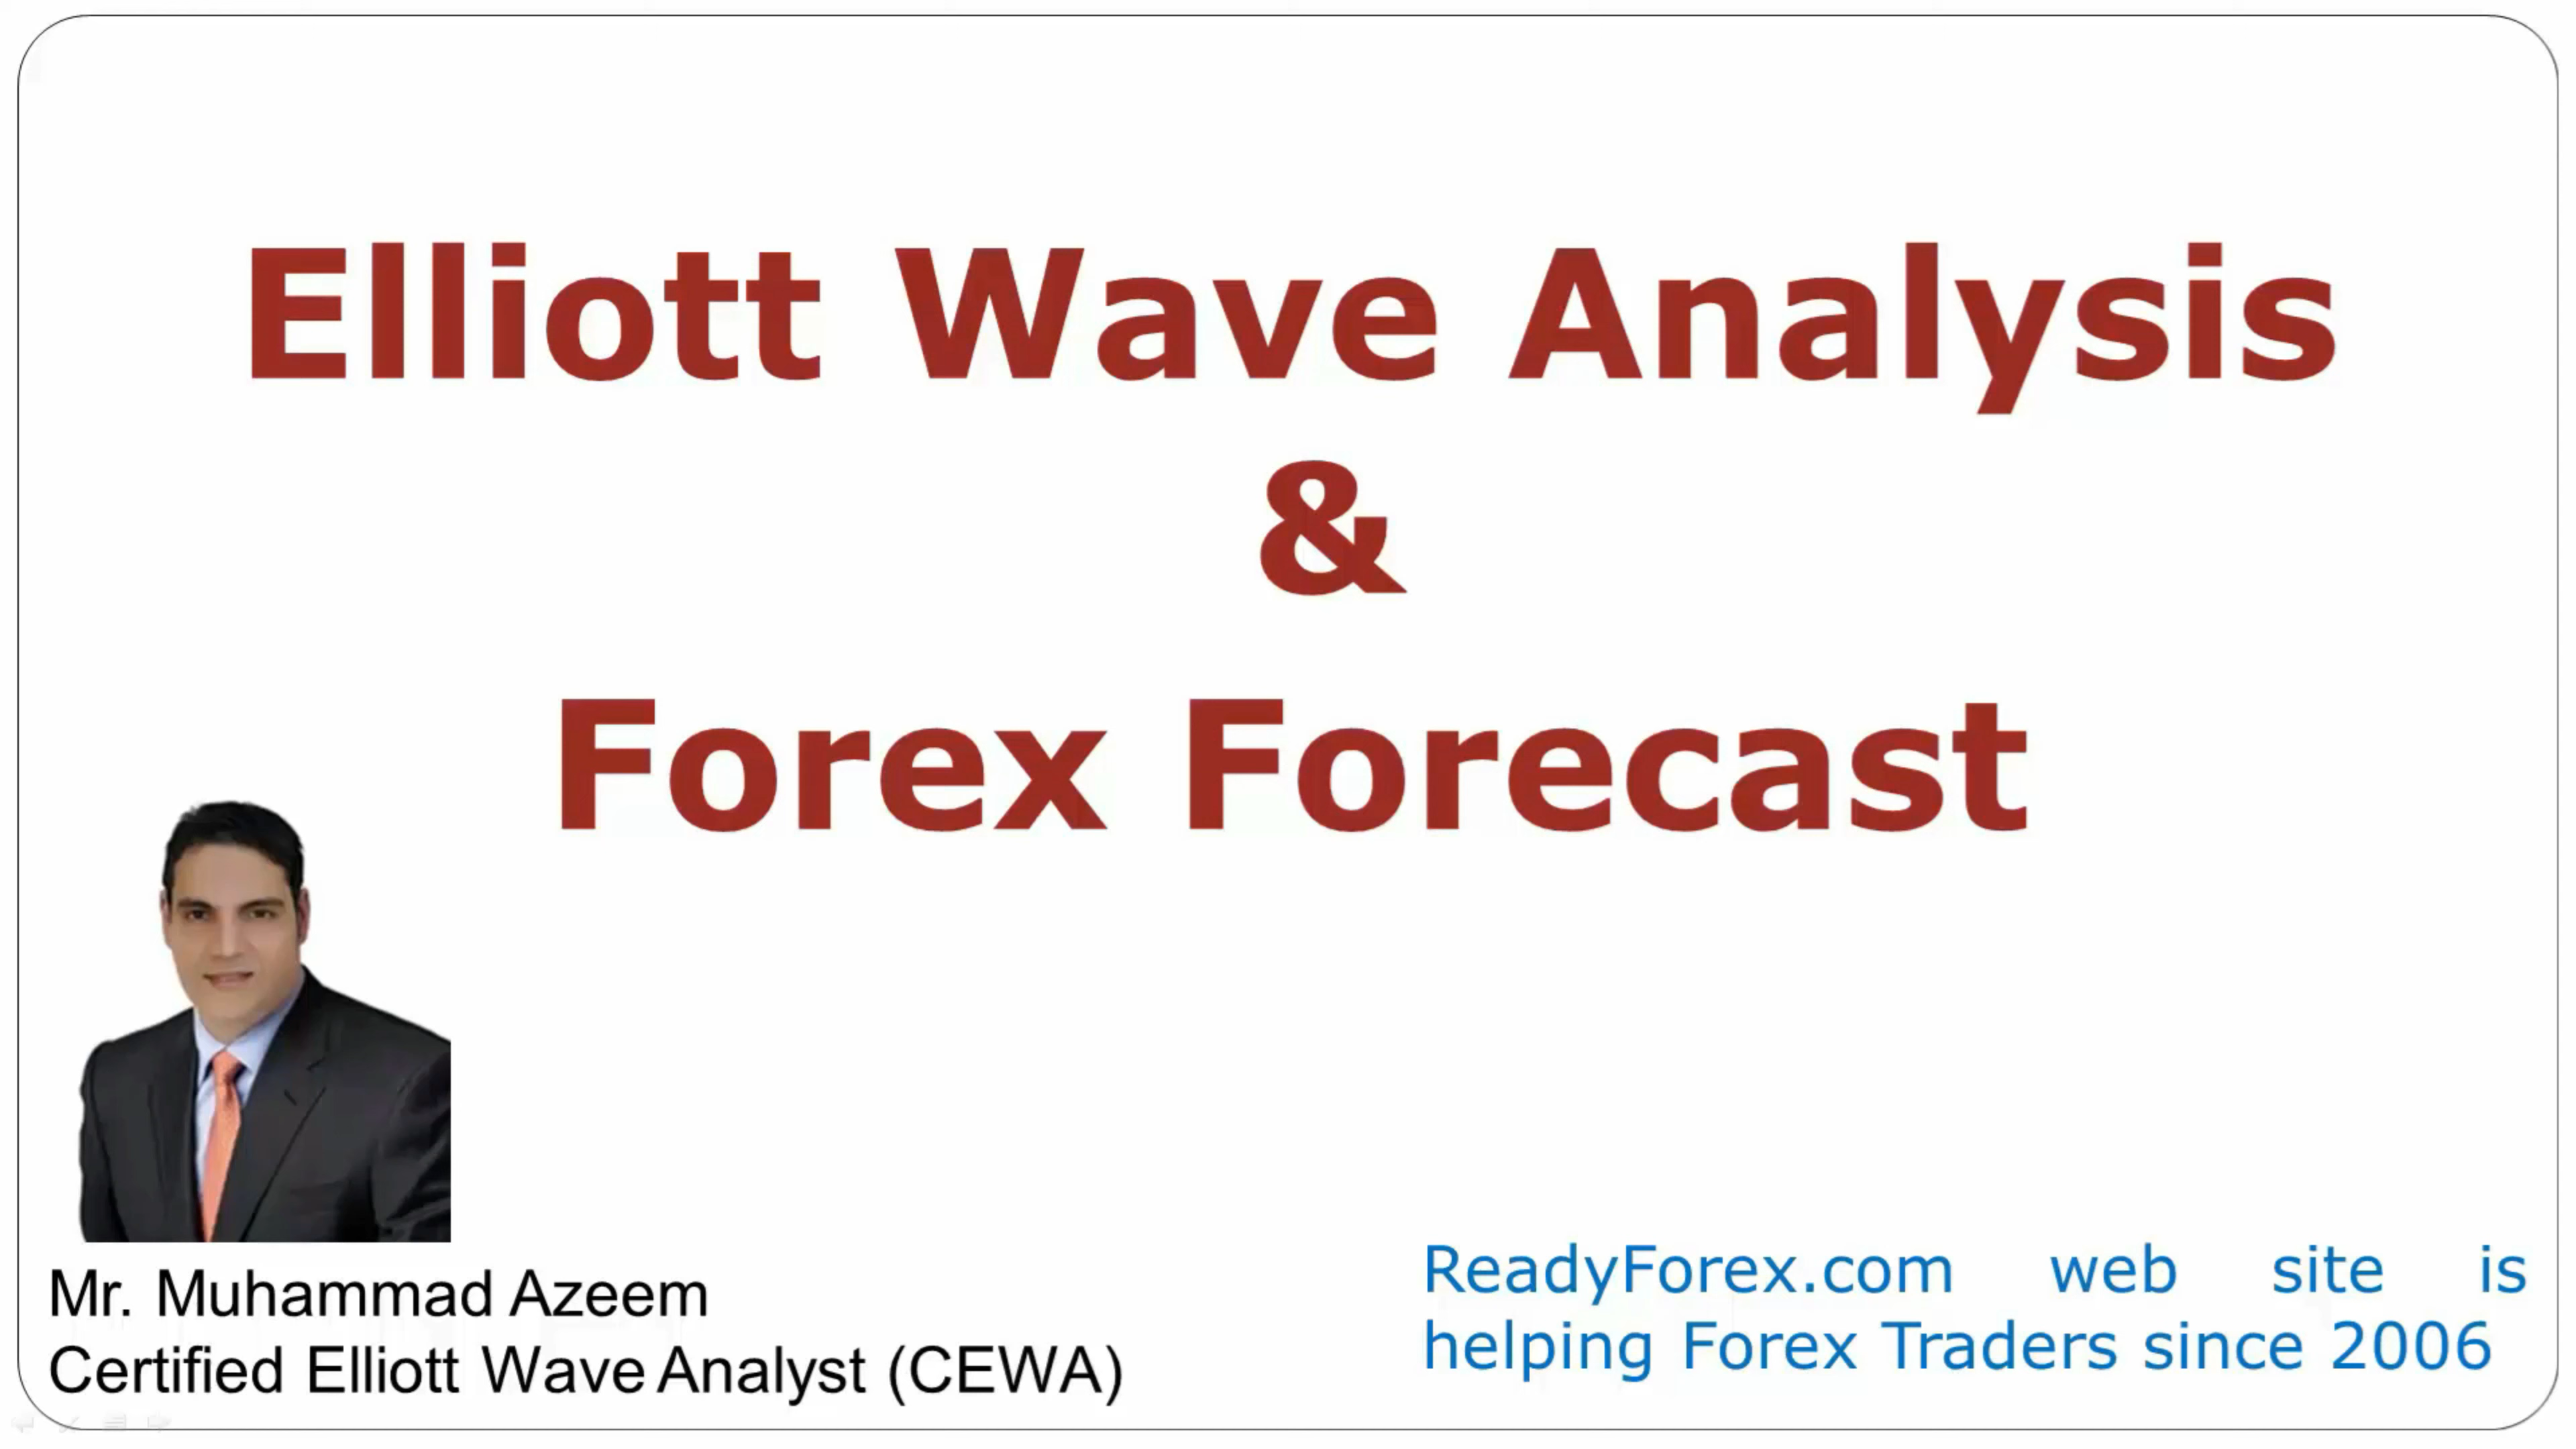 Elliott Wave Analysis
&
Forex Forecast
Mr. Muhammad Azeem
Certified Elliott Wave Analyst (CEWA)
ReadyForex.com web site is
helping Forex Traders since 2006